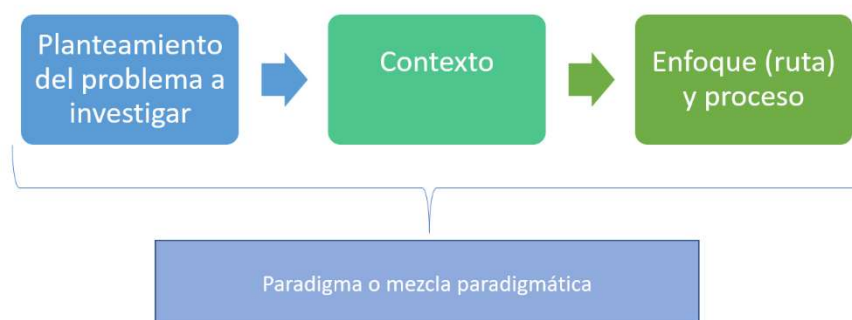 Planteamiento
del problema a
investigar
Contexto
Enfoque (ruta)
y proceso
Paradigma o mezcla paradigmática